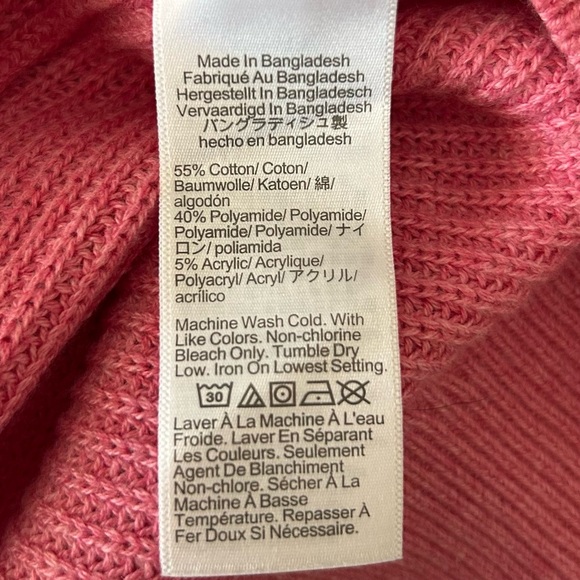 Made In Bangladesh
Fabriqué Au Bangladesh
Hergestellt In Bangladesch
Vervaardigd In Bangladesh
バングラディシュ製
hecho en bangladesh
55% Cotton/ Coton/
Baumwolle/ Katoen/ 綿/
algodón
40% Polyamide/ Polyamide/
Polyamide/ Polyamide/ ナイ
ロン/ poliamida
5% Acrylic/ Acrylique/
Polyacryl/ Acryl/ アクリル/
acrílico
Machine Wash Cold. With
Like Colors. Non-chlorine
Bleach Only. Tumble Dry
Low. Iron On Lowest Setting.
30
Laver À La Machine À L'eau
Froide. Laver En Séparant
Les Couleurs. Seulement
Agent De Blanchiment
Non-chlore. Sécher À La
Machine À Basse
Température. Repasser À
Fer Doux Si Nécessaire.